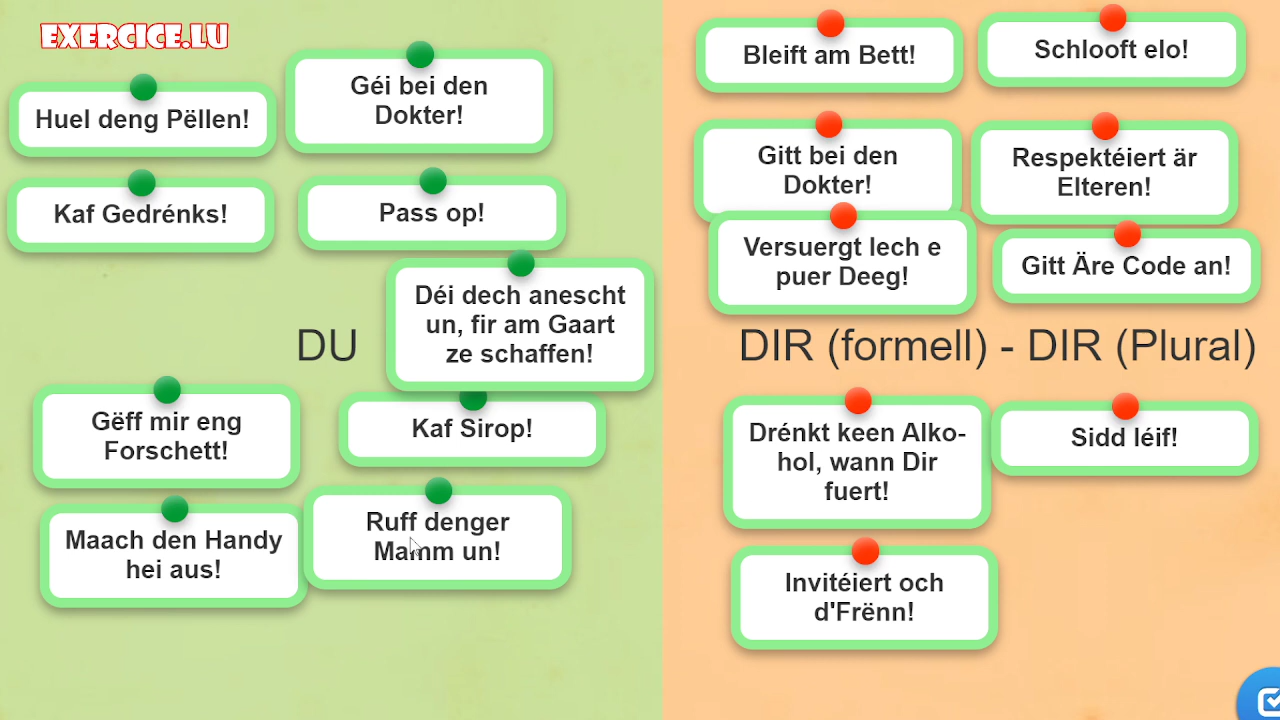 EXERCICE.LU
Huel deng Pëllen!
Géi bei den
Dokter!
Kaf Gedrénks!
Pass op!
Déi dech anescht
un, fir am Gaart
ze schaffen!
DU
Gëff mir eng
Forschett!
Kaf Sirop!
Maach den Handy
hei aus!
Ruff denger
Mamm un!
Bleift am Bett!
Schlooft elo!
Gitt bei den
Dokter!
Respektéiert är
Elteren!
Versuergt Iech e
puer Deeg!
Gitt Äre Code an!
DIR (formell) - DIR (Plural)
Drénkt keen Alko-
hol, wann Dir
fuert!
Sidd léif!
Invitéiert och
d'Frënn!